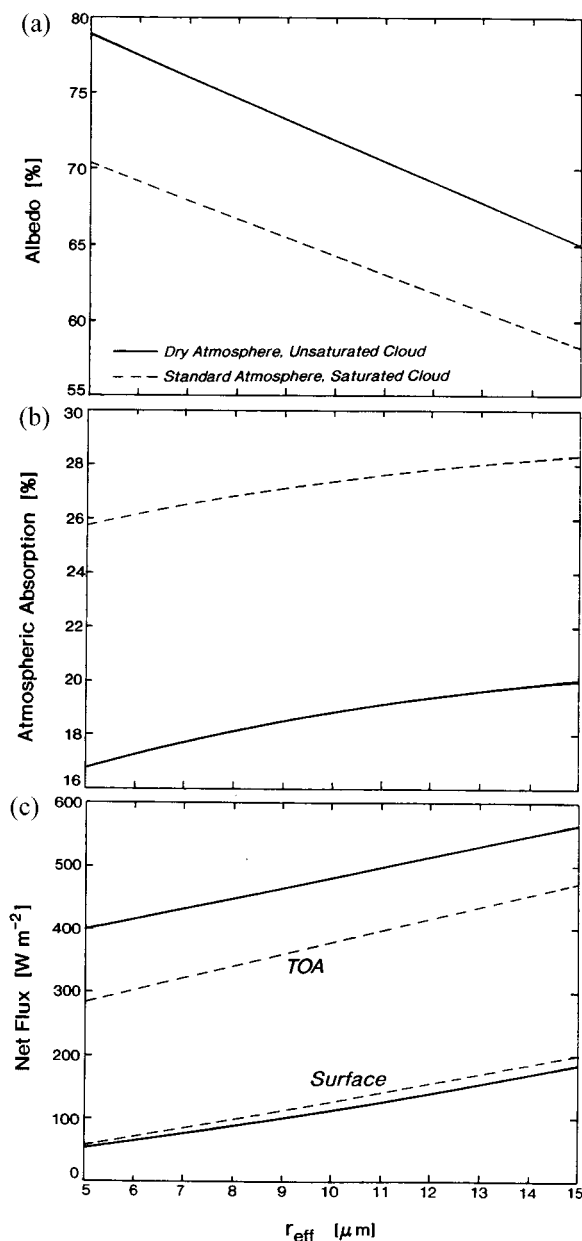 (a)
80
75
70
65
60
55
Albedo [%]
Dry Atmosphere, Unsaturated Cloud
Standard Atmosphere, Saturated Cloud
(b)
30
28
26
24
22
20
18
16
Atmospheric Absorption [%]
(c)
600
500
400
300
200
100
0
Net Flux [W m-2]
TOA
Surface
5 6 7 8 9 10 11 12 13 14 15
reff [μm]